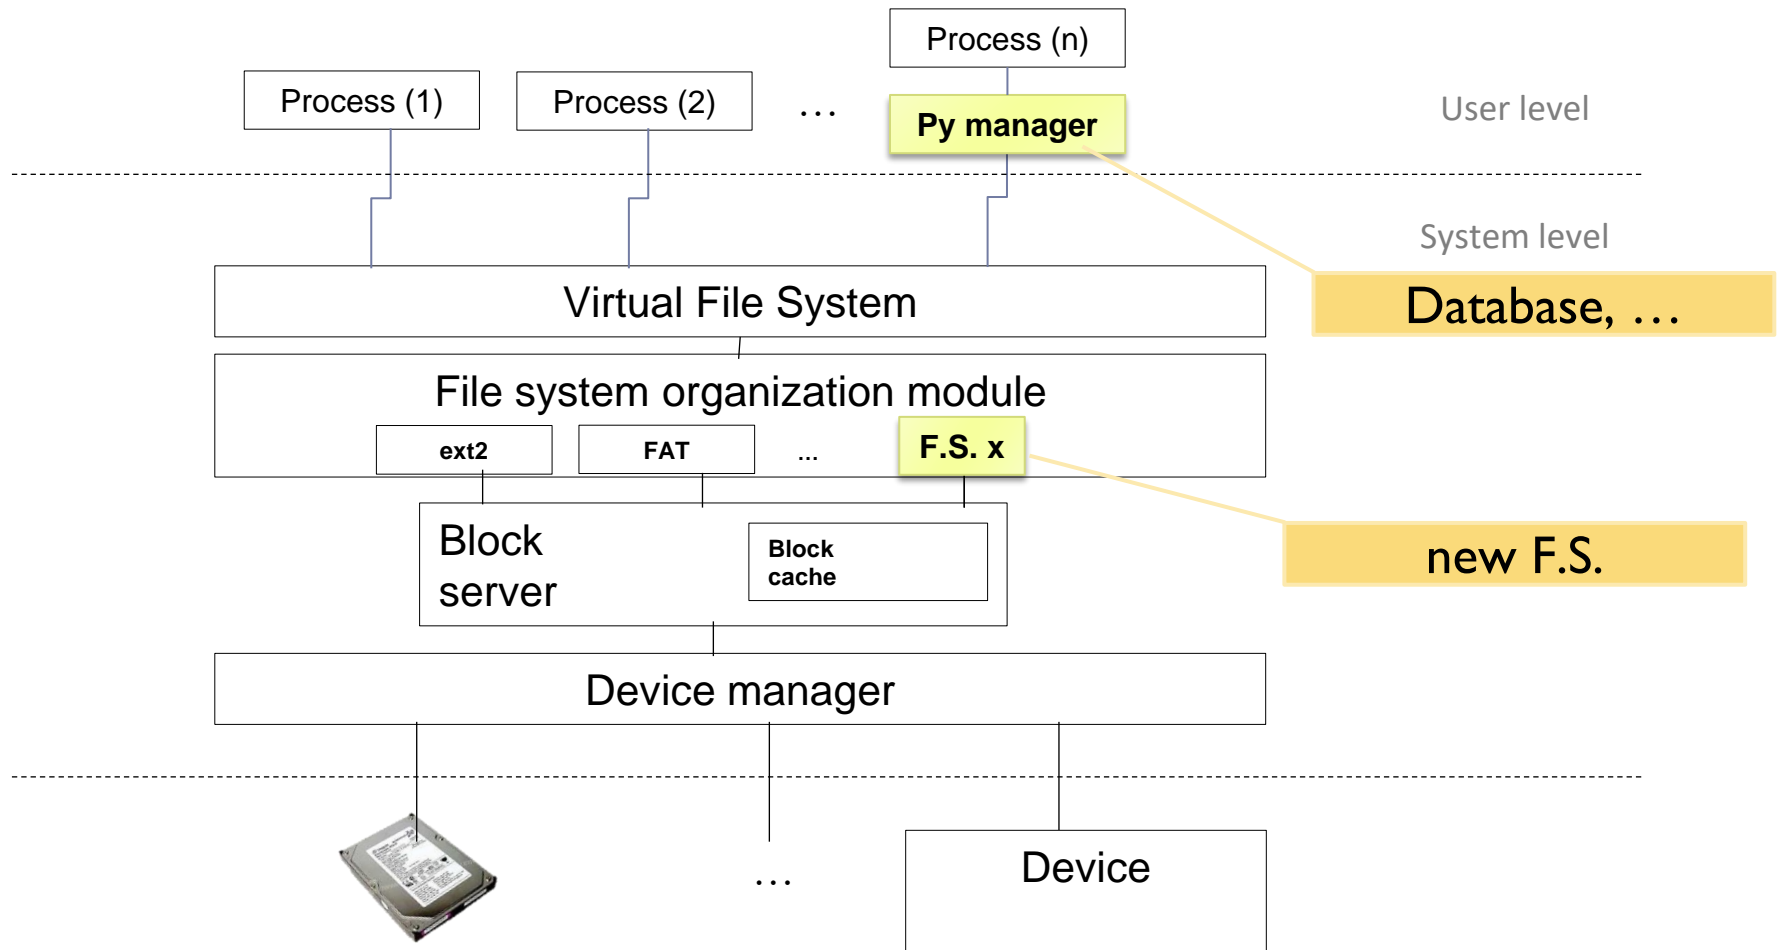 Process (n)
Process (1)
Process (2)
…
Py manager
User level
System level
Virtual File System
Database, …
File system organization module
ext2
FAT
...
F.S. x
Block
server
Block
cache
new F.S.
Device manager
…
Device